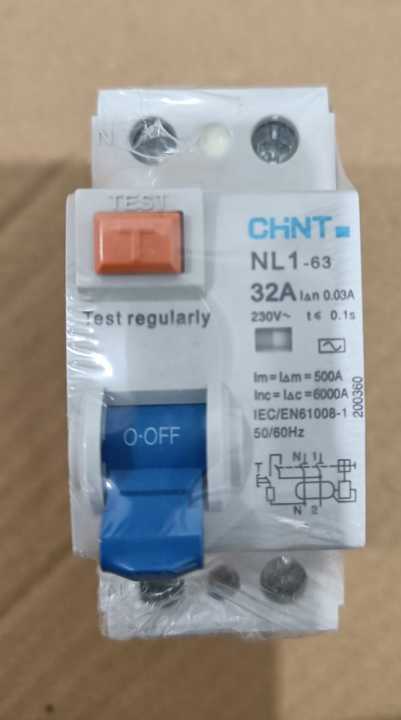 N
TEST
T
CHNT
NL1-63
32A IΔn 0.03A
Test regularly
230V~ t≤ 0.1s
Im=IΔm=500A
Inc=IΔc=6000A
IEC/EN61008-1
50/60Hz
200360
O-OFF
N 1
T
N 2